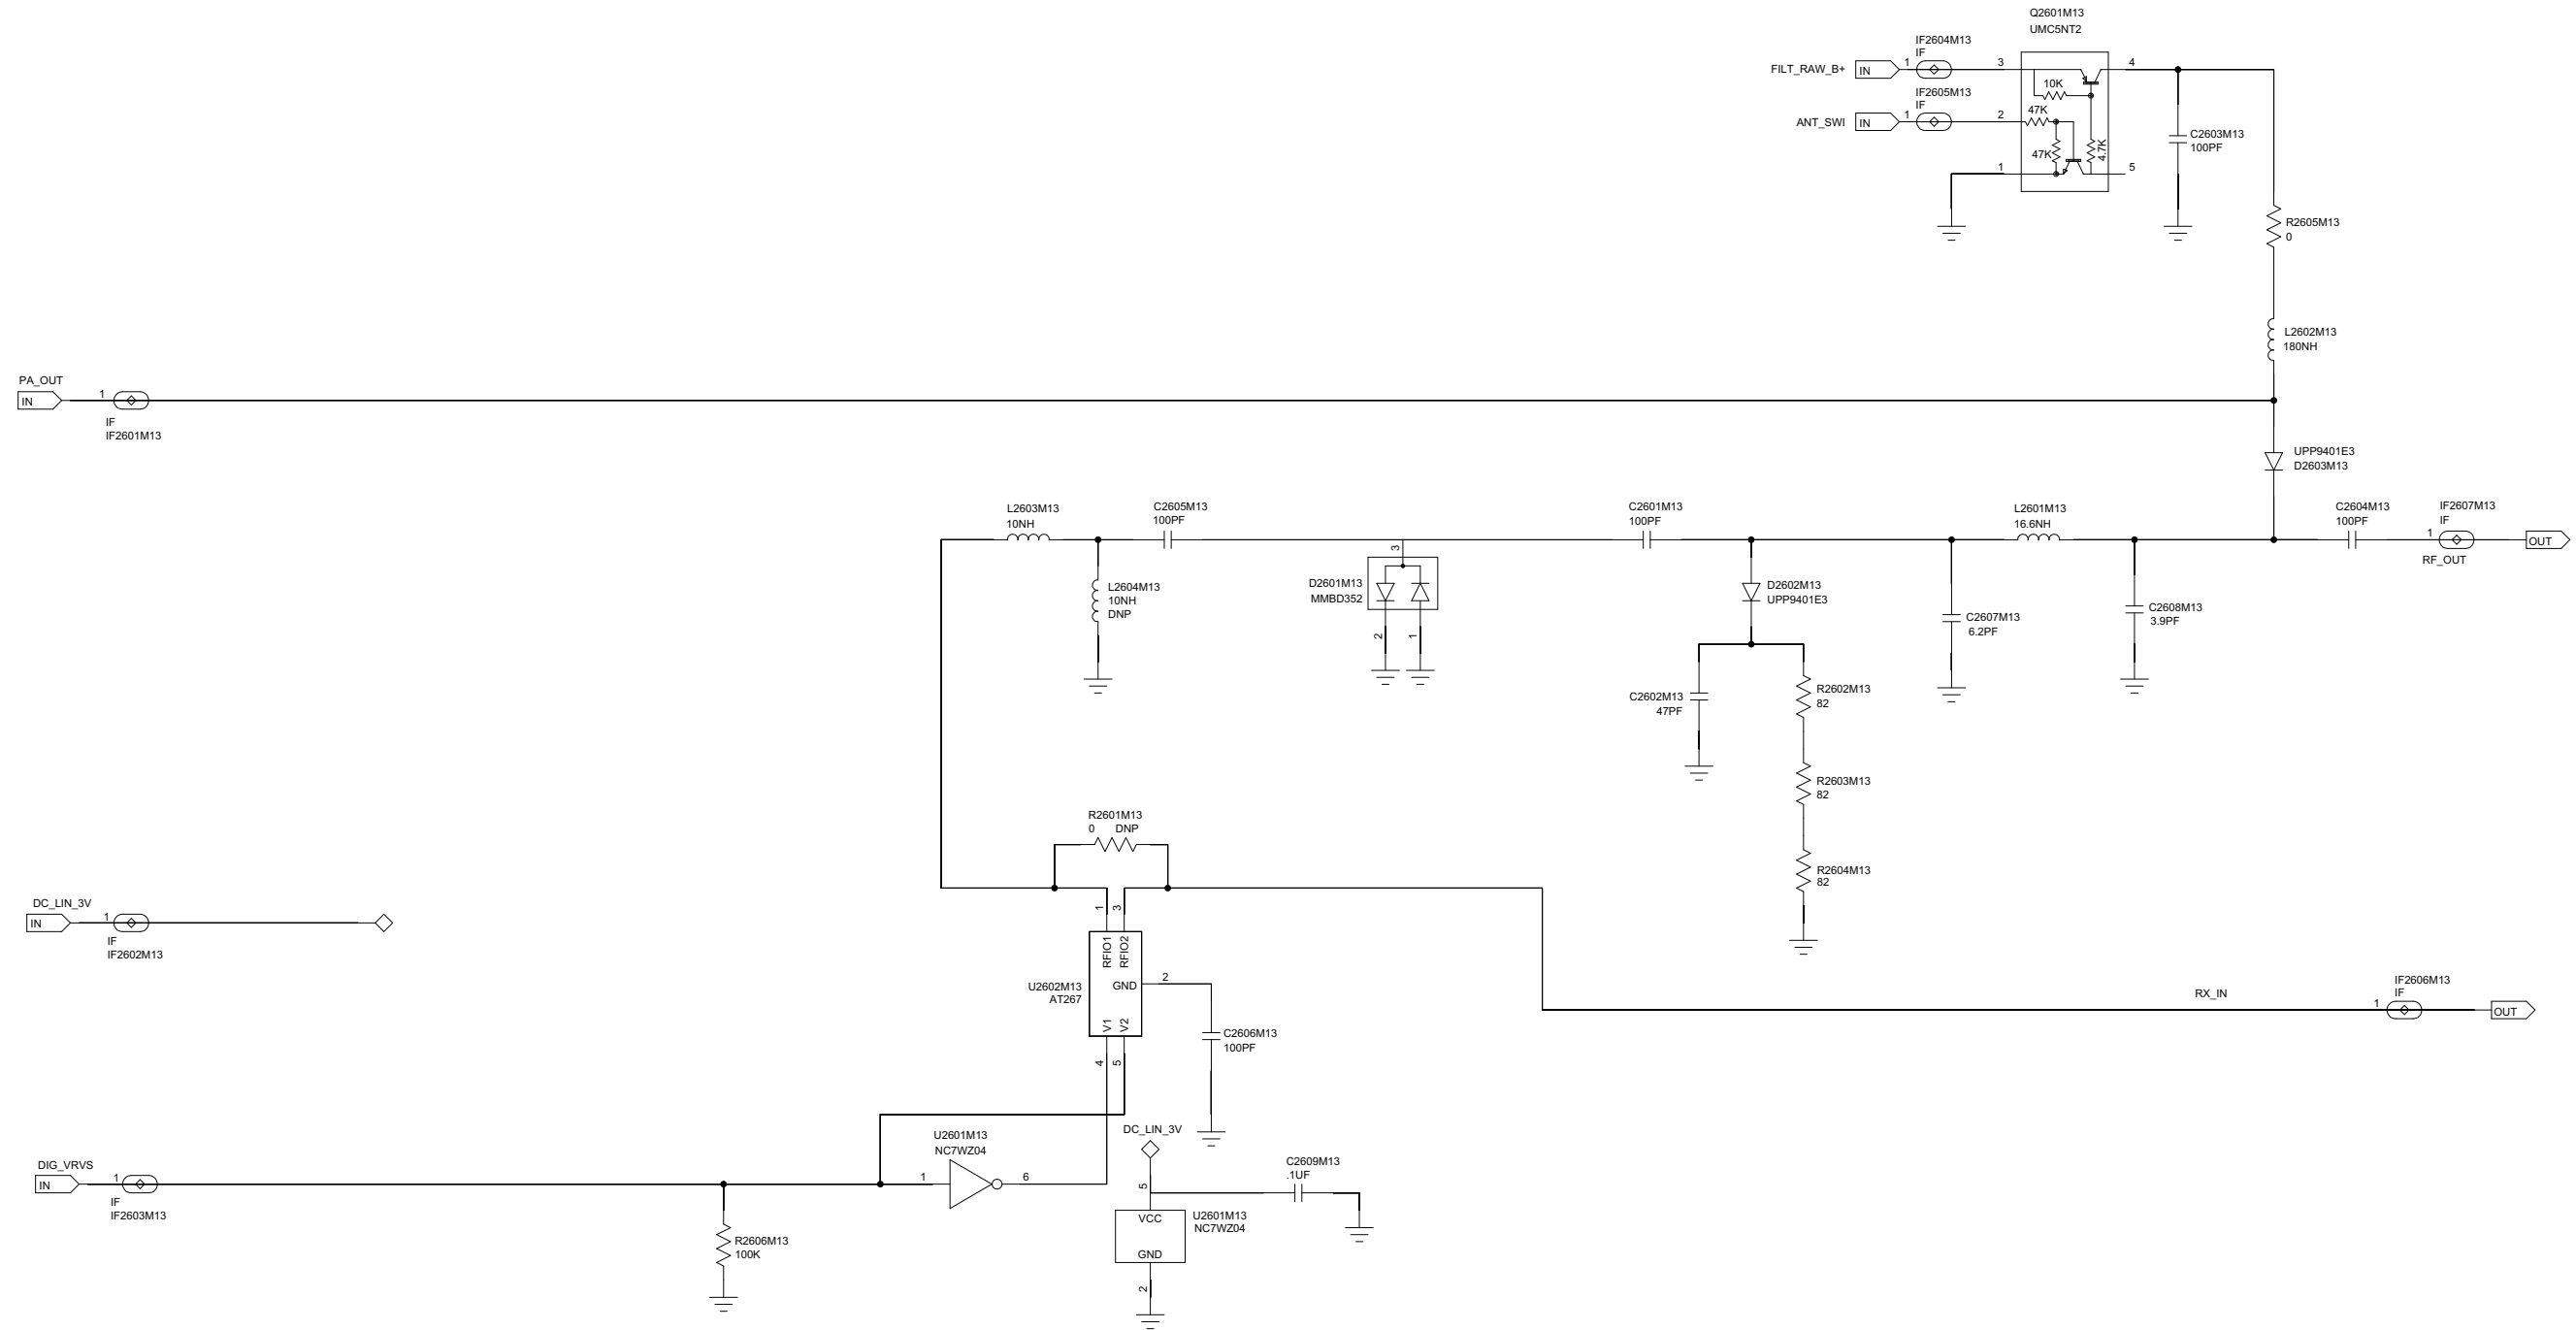 Q2601M13
UMC5NT2
IF2604M13
IF
FILT_RAW_B+
IN
1
3
4
10K
IF2605M13
IF
ANT_SWI
IN
1
2
47K
47K
4.7K
1
5
C2603M13
100PF
R2605M13
0
L2602M13
180NH
PA_OUT
IN
1
IF
IF2601M13
UPP9401E3
D2603M13
L2603M13
10NH
C2605M13
100PF
C2601M13
100PF
L2601M13
16.6NH
C2604M13
100PF
IF2607M13
IF
1
OUT
RF_OUT
3
D2601M13
MMBD352
2
1
L2604M13
10NH
DNP
D2602M13
UPP9401E3
C2607M13
6.2PF
C2608M13
3.9PF
C2602M13
47PF
R2602M13
82
R2603M13
82
R2604M13
82
R2601M13
0 DNP
DC_LIN_3V
IN
1
IF
IF2602M13
1
3
RFIO1
RFIO2
GND
2
U2602M13
AT267
V1
V2
4
5
C2606M13
100PF
RX_IN
IF2606M13
IF
1
OUT
DIG_VRVS
IN
1
IF
IF2603M13
U2601M13
NC7WZ04
1
6
R2606M13
100K
DC_LIN_3V
5
C2609M13
.1UF
VCC
GND
U2601M13
NC7WZ04
2